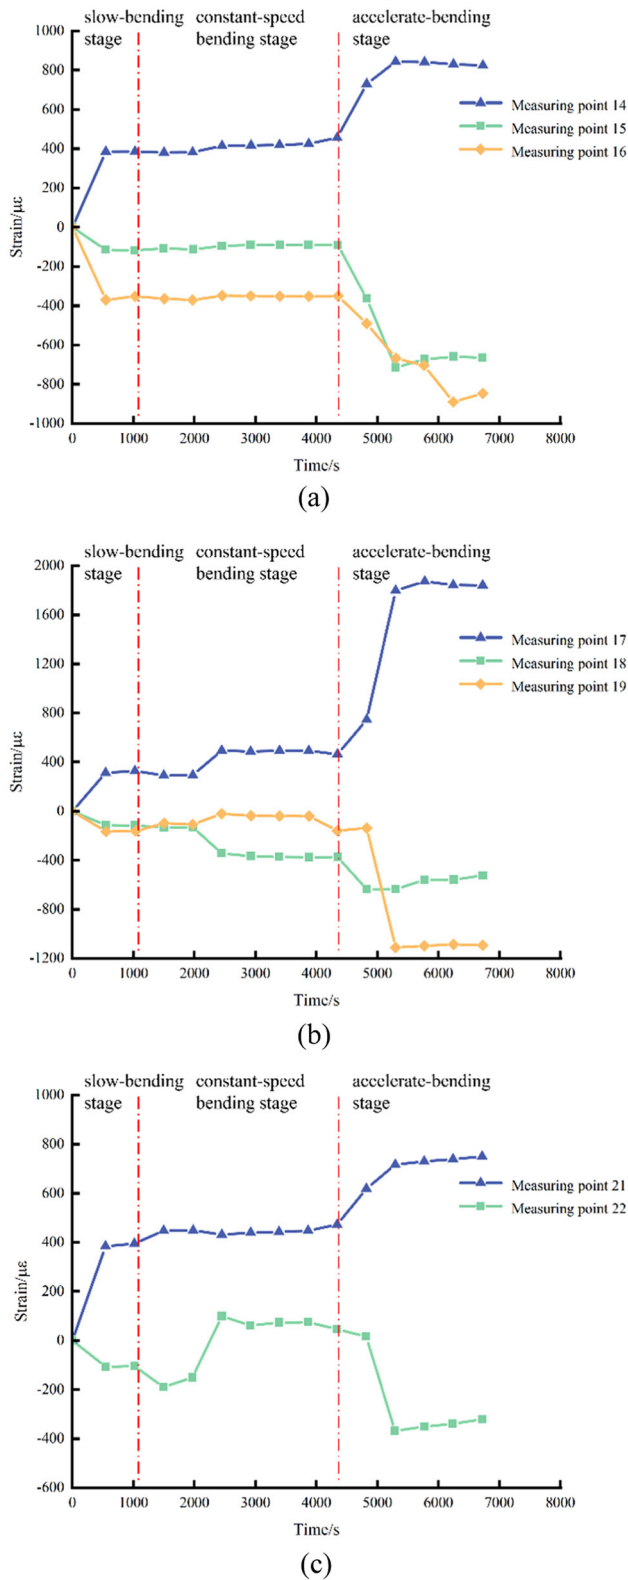 slow-bending stage
constant-speed bending stage
accelerate-bending stage
1000
800
600
400
200
0
-200
-400
-600
-800
-1000
Strain/με
Measuring point 14
Measuring point 15
Measuring point 16
0 1000 2000 3000 4000 5000 6000 7000 8000
Time/s
(a)
slow-bending stage
constant-speed bending stage
accelerate-bending stage
2000
1600
1200
800
400
0
-400
-800
-1200
Strain/με
Measuring point 17
Measuring point 18
Measuring point 19
0 1000 2000 3000 4000 5000 6000 7000 8000
Time/s
(b)
slow-bending stage
constant-speed bending stage
accelerate-bending stage
1000
800
600
400
200
0
-200
-400
-600
Strain/με
Measuring point 21
Measuring point 22
0 1000 2000 3000 4000 5000 6000 7000 8000
Time/s
(c)